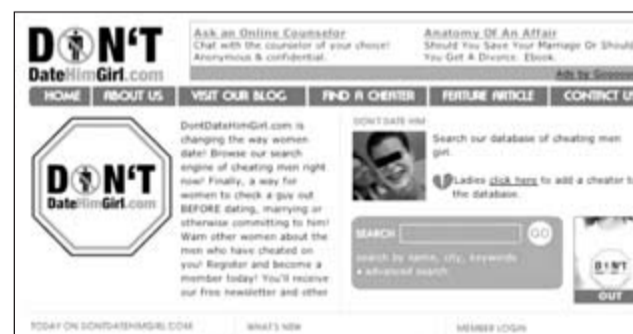 DON'T
DateHimGirl.com
Ask an Online Counselor
Chat with the counselor of your choice!
Anonymous & confidential.
Anatomy Of An Affair
Should You Save Your Marriage Or Should
You Get A Divorce. Ebook.
Ads by Goooooo
HOME ABOUT US VISIT OUR BLOG FIND A CHEATER FEATURE ARTICLE CONTACT US
DON'T
DateHimGirl.com
DontDateHimGirl.com is
changing the way women
date! Browse our search
engine of cheating men right
now! Finally, a way for
women to check a guy out
BEFORE dating, marrying or
otherwise committing to him!
Warn other women about the
men who have cheated on
you! Register and become a
member today! You'll receive
our free newsletter and other
DON'T DATE HIM
Search our database of cheating men
girl.
Ladies click here to add a cheater to
the database.
SEARCH GO
search by name, city, keywords
advanced search
DON'T
OUT
TODAY ON DONTDATEHIMGIRL.COM
WHAT'S NEW
MEMBER LOGIN